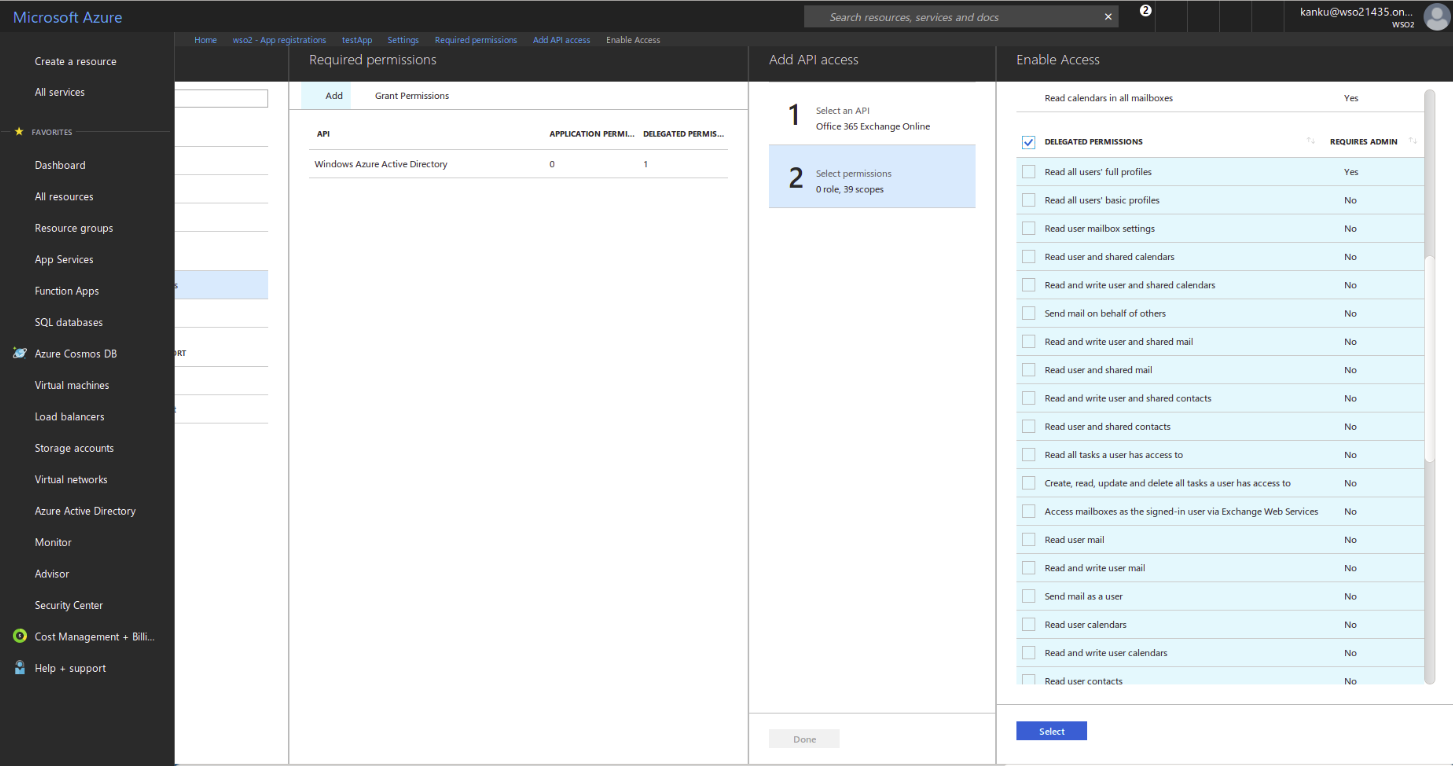 Microsoft Azure
Search resources, services and docs
2
kanku@wso21435.on...
WSO2
Home
wso2 - App registrations
testApp
Settings
Required permissions
Add API access
Enable Access
Create a resource
All services
FAVORITES
Dashboard
All resources
Resource groups
App Services
Function Apps
SQL databases
Azure Cosmos DB
Virtual machines
Load balancers
Storage accounts
Virtual networks
Azure Active Directory
Monitor
Advisor
Security Center
Cost Management + Billi...
Help + support
Required permissions
Add
Grant Permissions
API
APPLICATION PERMI...
DELEGATED PERMIS...
Windows Azure Active Directory
0
1
Add API access
1
Select an API
Office 365 Exchange Online
2
Select permissions
0 role, 39 scopes
Done
Enable Access
Read calendars in all mailboxes Yes
DELEGATED PERMISSIONS REQUIRES ADMIN
Read all users' full profiles Yes
Read all users' basic profiles No
Read user mailbox settings No
Read user and shared calendars No
Read and write user and shared calendars No
Send mail on behalf of others No
Read and write user and shared mail No
Read user and shared mail No
Read and write user and shared contacts No
Read user and shared contacts No
Read all tasks a user has access to No
Create, read, update and delete all tasks a user has access to No
Access mailboxes as the signed-in user via Exchange Web Services No
Read user mail No
Read and write user mail No
Send mail as a user No
Read user calendars No
Read and write user calendars No
Read user contacts No
Select